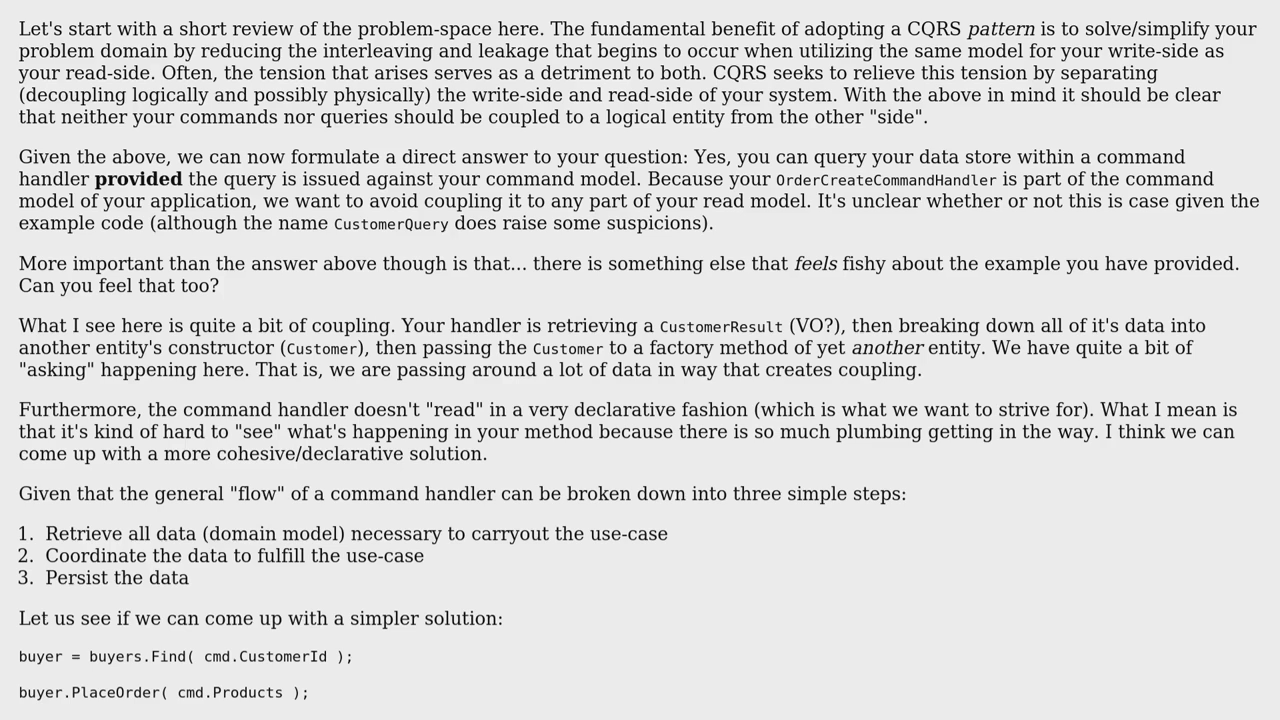 Let's start with a short review of the problem-space here. The fundamental benefit of adopting a CQRS pattern is to solve/simplify your
problem domain by reducing the interleaving and leakage that begins to occur when utilizing the same model for your write-side as
your read-side. Often, the tension that arises serves as a detriment to both. CQRS seeks to relieve this tension by separating
(decoupling logically and possibly physically) the write-side and read-side of your system. With the above in mind it should be clear
that neither your commands nor queries should be coupled to a logical entity from the other "side".
Given the above, we can now formulate a direct answer to your question: Yes, you can query your data store within a command
handler provided the query is issued against your command model. Because your OrderCreateCommandHandler is part of the command
model of your application, we want to avoid coupling it to any part of your read model. It's unclear whether or not this is case given the
example code (although the name CustomerQuery does raise some suspicions).
More important than the answer above though is that... there is something else that feels fishy about the example you have provided.
Can you feel that too?
What I see here is quite a bit of coupling. Your handler is retrieving a CustomerResult (VO?), then breaking down all of it's data into
another entity's constructor (Customer), then passing the Customer to a factory method of yet another entity. We have quite a bit of
"asking" happening here. That is, we are passing around a lot of data in way that creates coupling.
Furthermore, the command handler doesn't "read" in a very declarative fashion (which is what we want to strive for). What I mean is
that it's kind of hard to "see" what's happening in your method because there is so much plumbing getting in the way. I think we can
come up with a more cohesive/declarative solution.
Given that the general "flow" of a command handler can be broken down into three simple steps:
1. Retrieve all data (domain model) necessary to carryout the use-case
2. Coordinate the data to fulfill the use-case
3. Persist the data
Let us see if we can come up with a simpler solution:
buyer = buyers.Find( cmd.CustomerId );
buyer.PlaceOrder( cmd.Products );